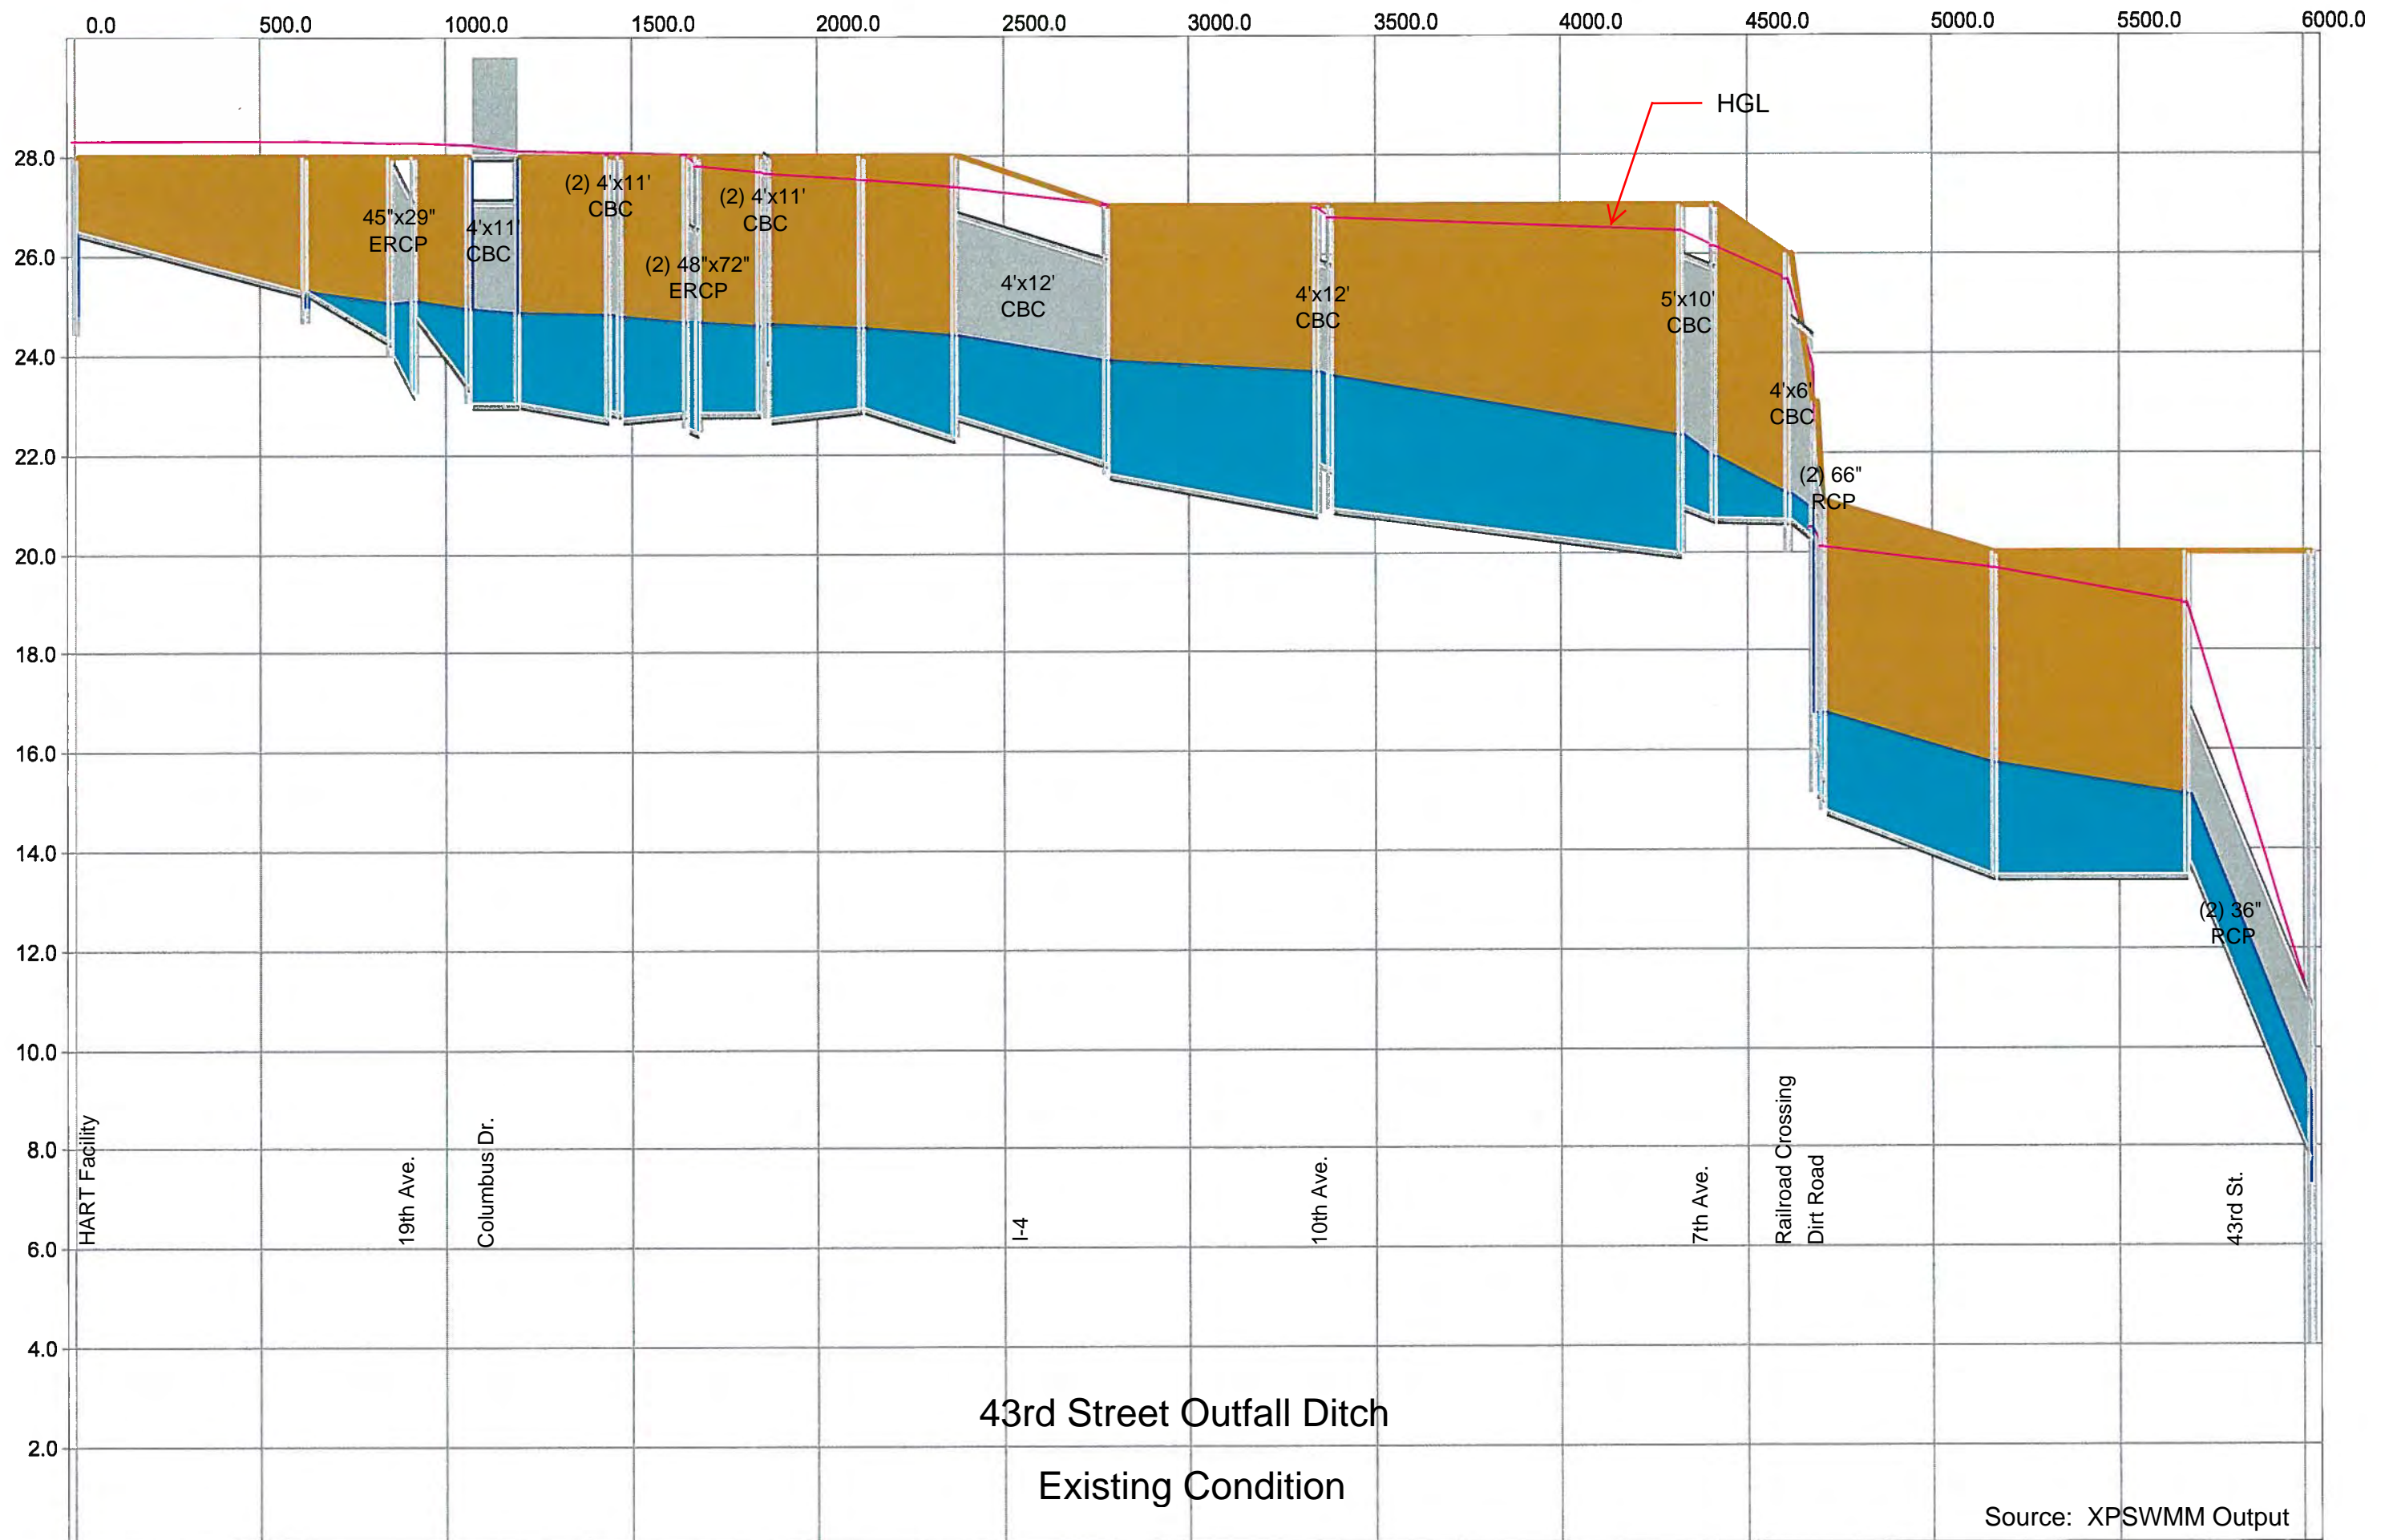 0.0 500.0 1000.0 1500.0 2000.0 2500.0 3000.0 3500.0 4000.0 4500.0 5000.0 5500.0 6000.0
HGL
28.0
26.0
24.0
22.0
20.0
18.0
16.0
14.0
12.0
10.0
8.0
6.0
4.0
2.0
45"x29"
ERCP
4'x11'
CBC
(2) 4'x11'
CBC
(2) 48"x72"
ERCP
(2) 4'x11'
CBC
4'x12'
CBC
4'x12'
CBC
5'x10'
CBC
4'x6'
CBC
(2) 66"
RCP
(2) 36"
RCP
HART Facility
19th Ave.
Columbus Dr.
I-4
10th Ave.
7th Ave.
Railroad Crossing
Dirt Road
43rd St.
43rd Street Outfall Ditch
Existing Condition
Source: XPSWMM Output